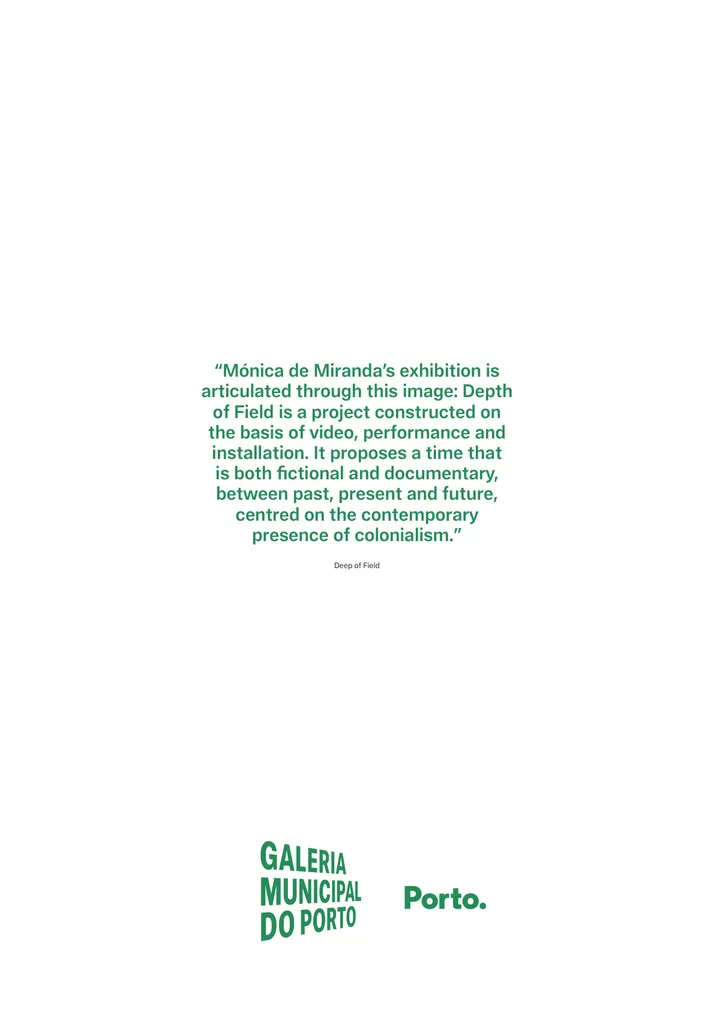 “Mónica de Miranda’s exhibition is
articulated through this image: Depth
of Field is a project constructed on
the basis of video, performance and
installation. It proposes a time that
is both fictional and documentary,
between past, present and future,
centred on the contemporary
presence of colonialism.”
Deep of Field
GALERIA
MUNICIPAL
DO PORTO
Porto.